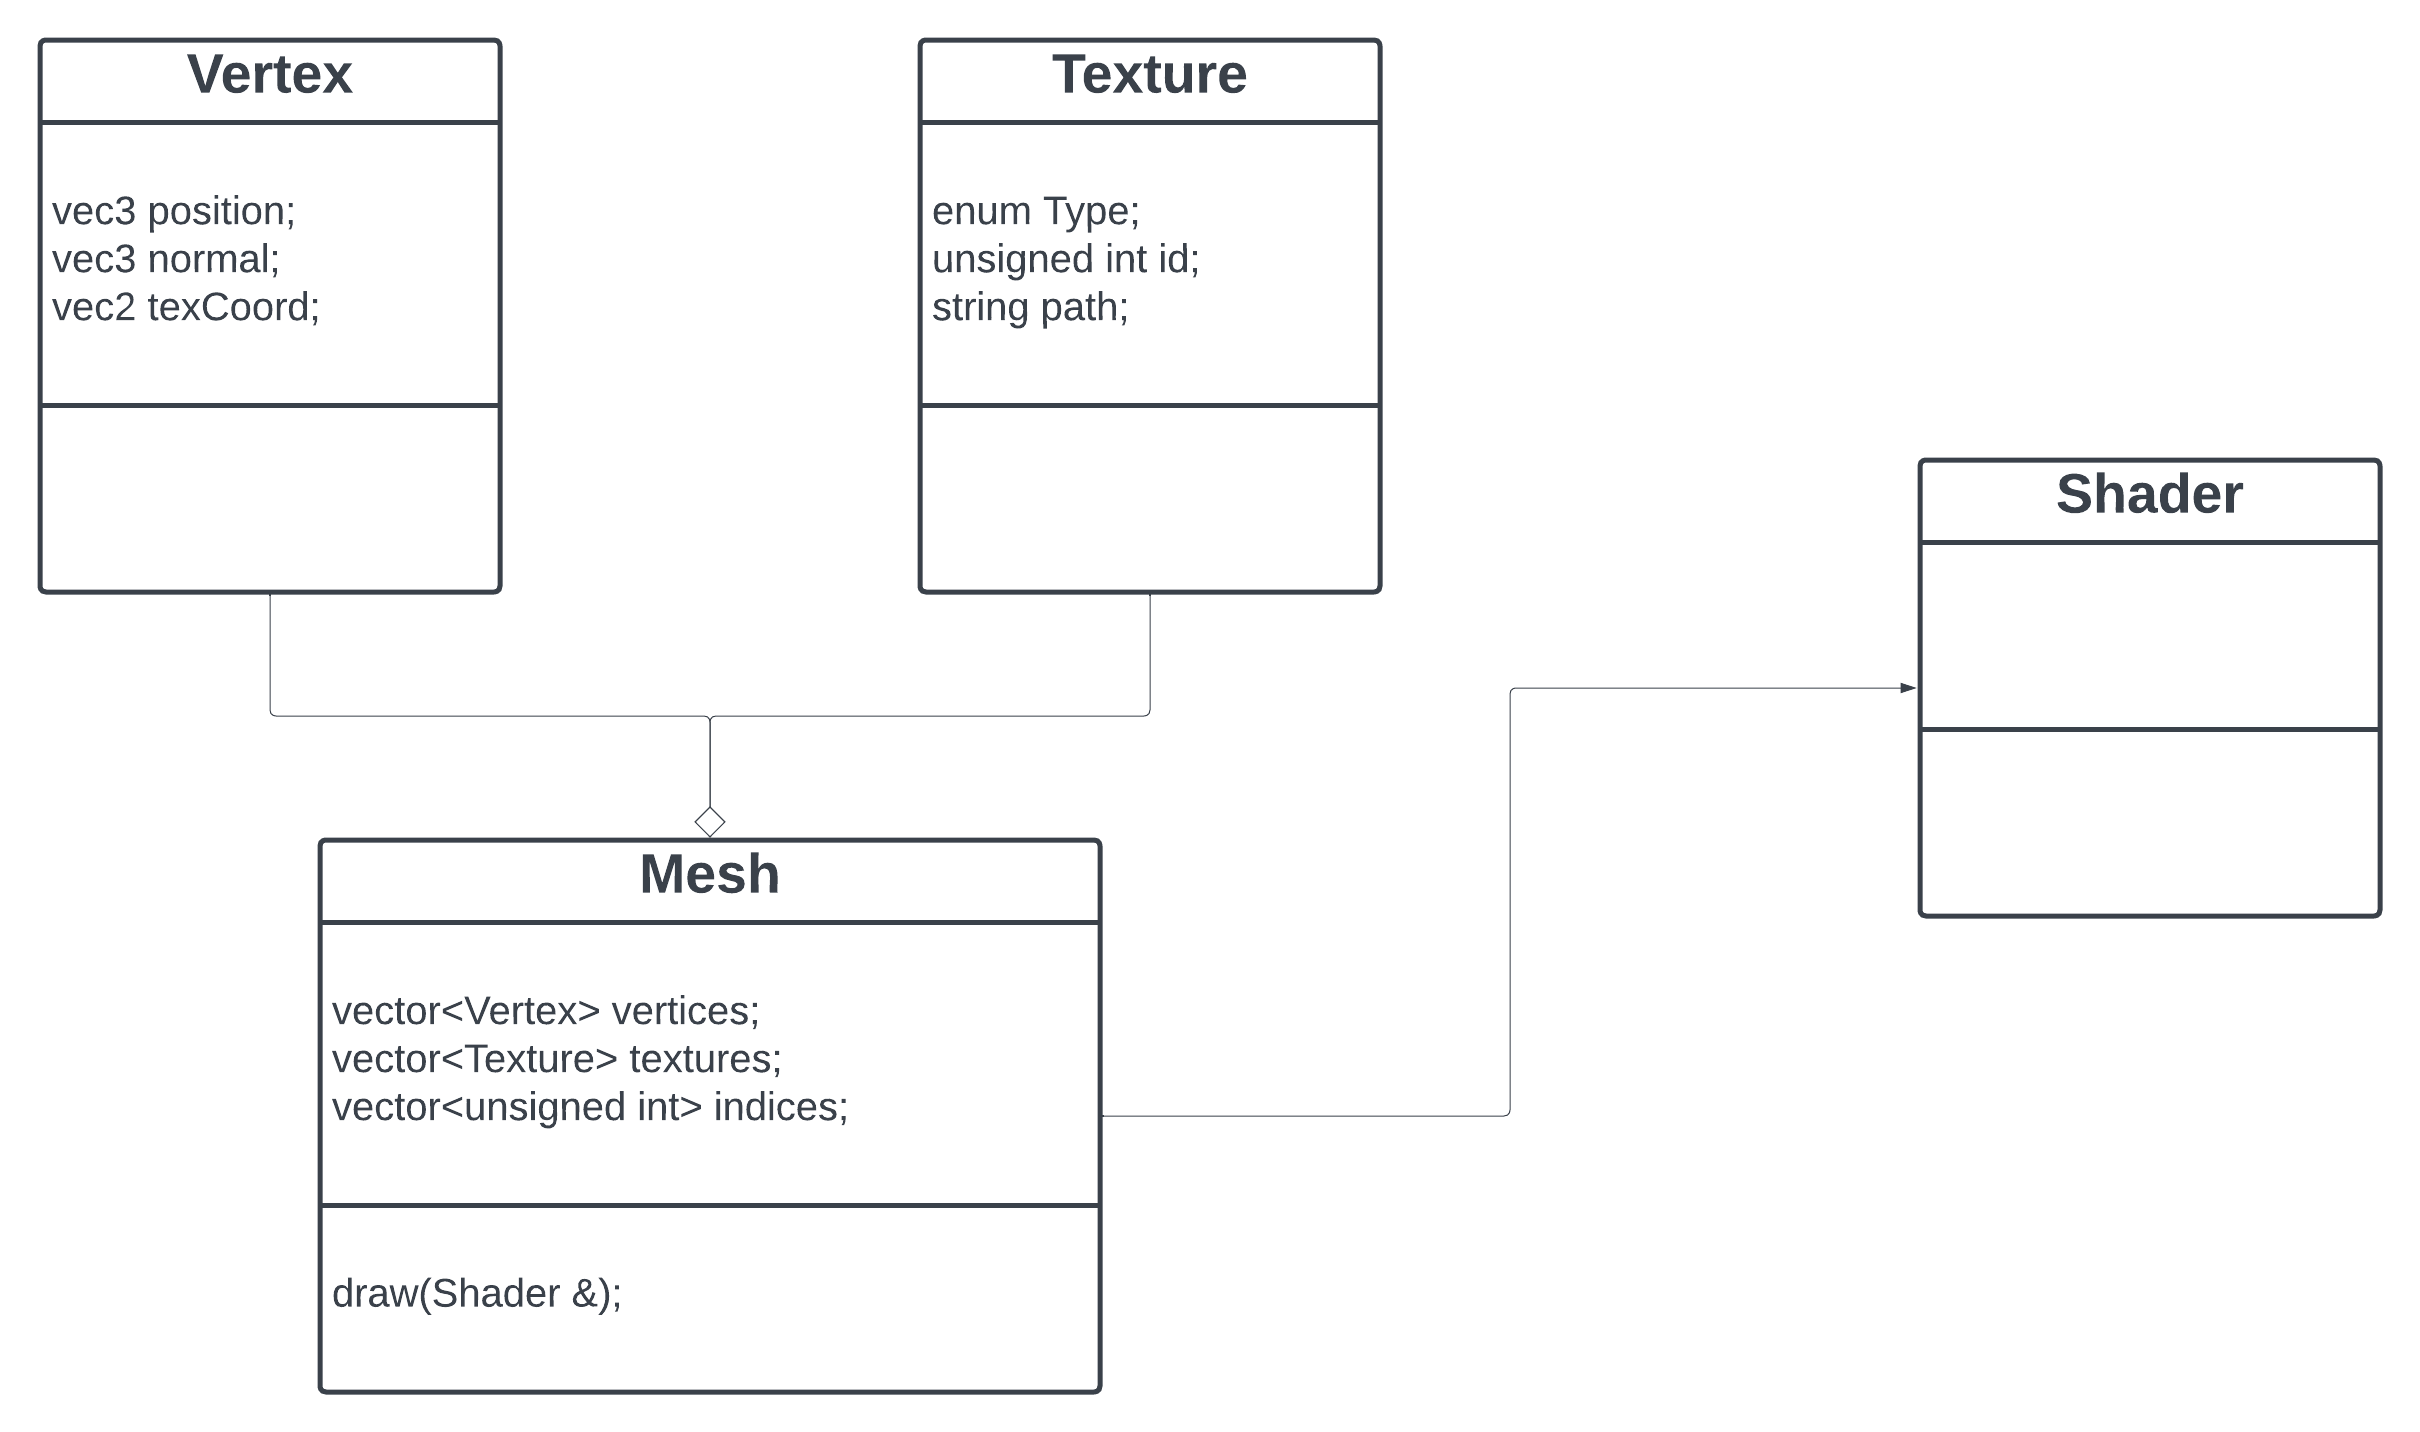 Vertex
vec3 position;
vec3 normal;
vec2 texCoord;
Texture
enum Type;
unsigned int id;
string path;
Shader
Mesh
vector<Vertex> vertices;
vector<Texture> textures;
vector<unsigned int> indices;
draw(Shader &);